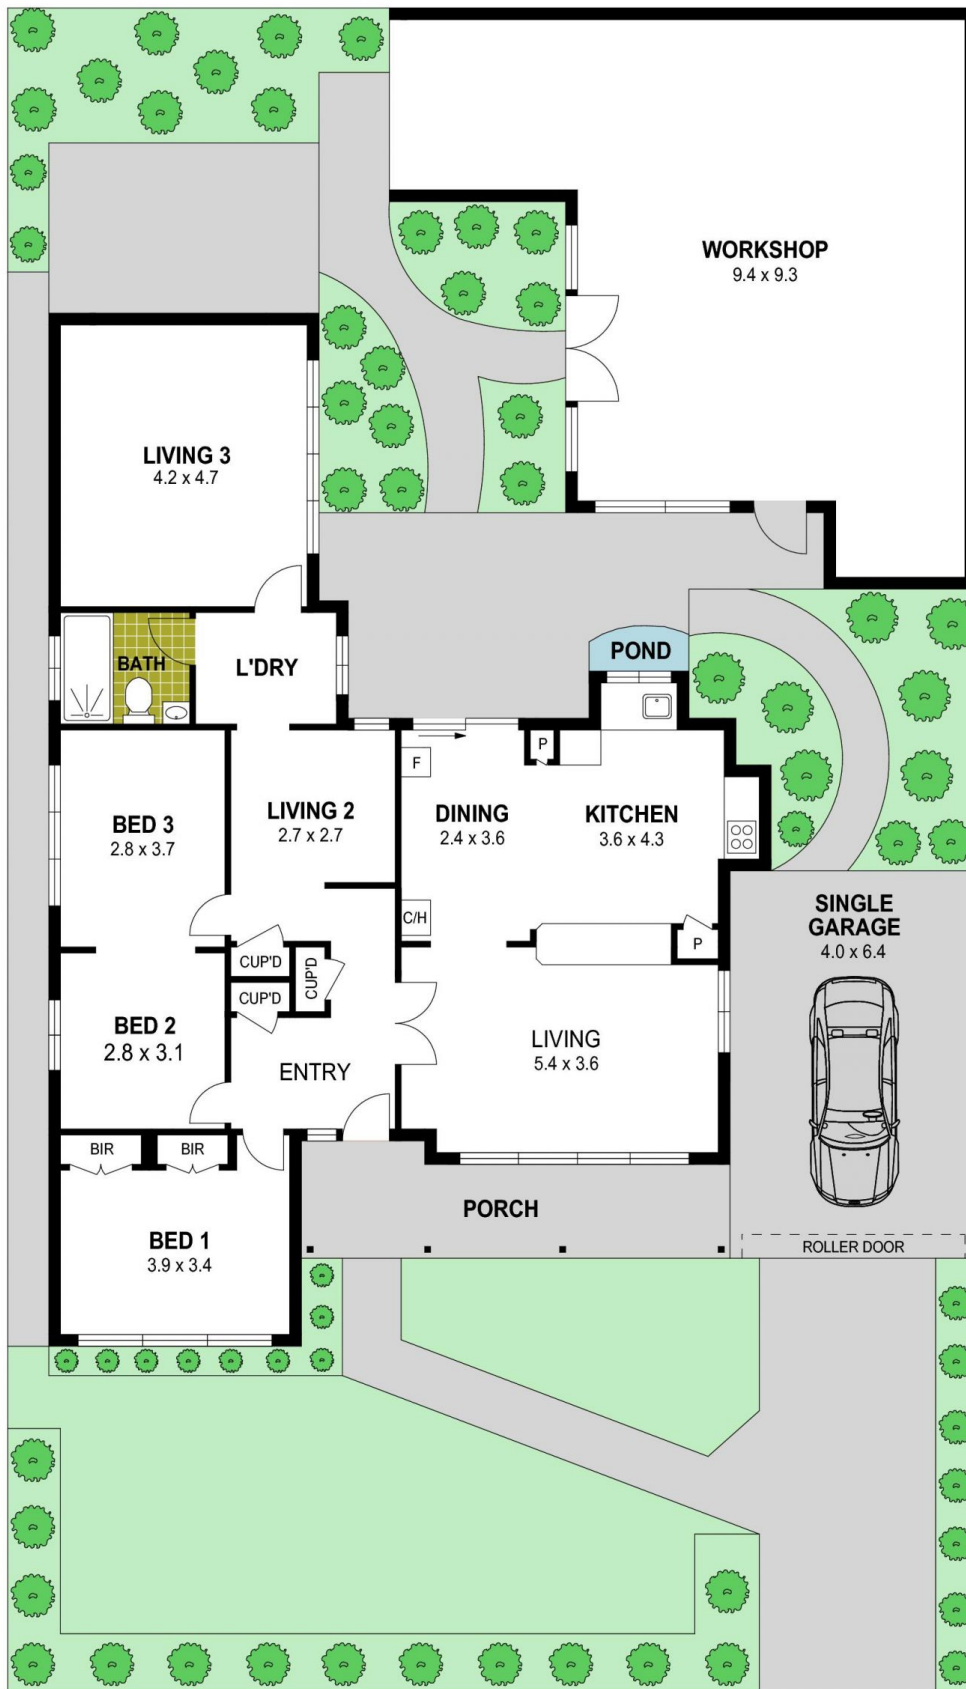 WORKSHOP
9.4 x 9.3
LIVING 3
4.2 x 4.7
BATH
L'DRY
POND
F
P
BED 3
2.8 x 3.7
LIVING 2
2.7 x 2.7
DINING
2.4 x 3.6
KITCHEN
3.6 x 4.3
C/H
P
SINGLE
GARAGE
4.0 x 6.4
CUP'D
CUP'D
CUP'D
BED 2
2.8 x 3.1
ENTRY
LIVING
5.4 x 3.6
BIR
BIR
BED 1
3.9 x 3.4
PORCH
ROLLER DOOR